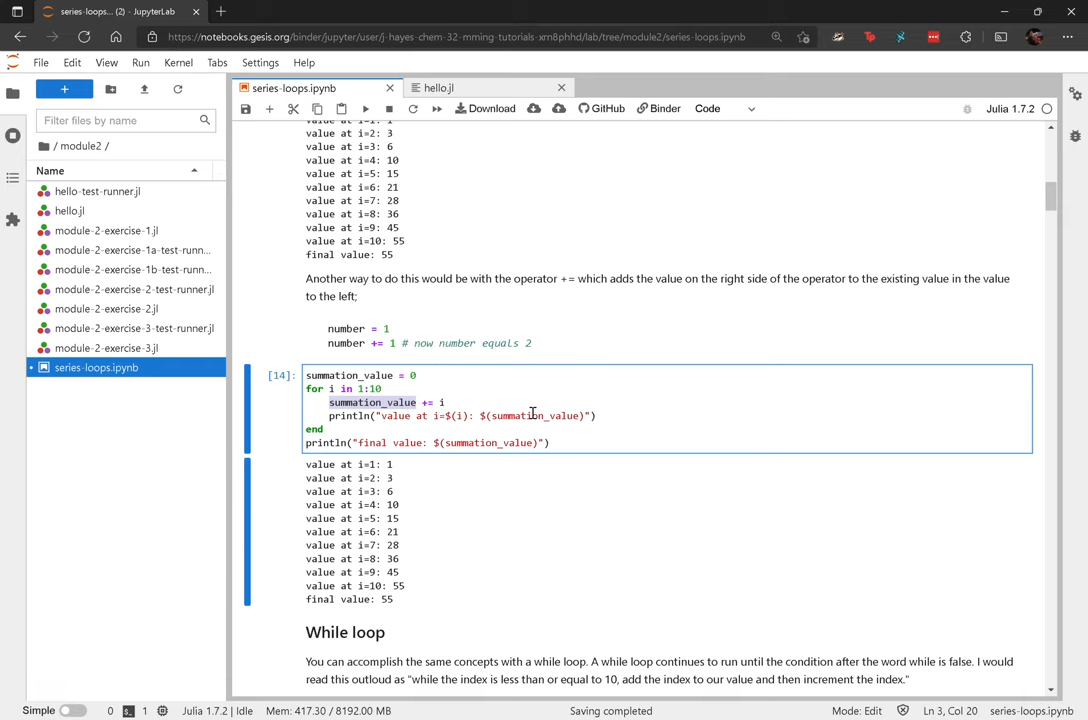 series-loops... (2) - JupyterLab
https://notebooks.gesis.org/binder/jupyter/user/j-hayes-chem-32-mming-tutorials-xrn8phhd/lab/tree/module2/series-loops.ipynb
File Edit View Run Kernel Tabs Settings Help
series-loops.ipynb
hello.jl
Download GitHub Binder Code Julia 1.7.2
Filter files by name
/ module2 /
Name
hello-test-runner.jl
hello.jl
module-2-exercise-1.jl
module-2-exercise-1a-test-runn...
module-2-exercise-1b-test-runn...
module-2-exercise-2-test-runner.jl
module-2-exercise-2.jl
module-2-exercise-3-test-runner.jl
module-2-exercise-3.jl
series-loops.ipynb
value at i=1: 1
value at i=2: 3
value at i=3: 6
value at i=4: 10
value at i=5: 15
value at i=6: 21
value at i=7: 28
value at i=8: 36
value at i=9: 45
value at i=10: 55
final value: 55
Another way to do this would be with the operator += which adds the value on the right side of the operator to the existing value in the value
to the left;
number = 1
number += 1 # now number equals 2
[14]:
summation_value = 0
for i in 1:10
summation_value += i
println("value at i=$(i): $(summation_value)")
end
println("final value: $(summation_value)")
value at i=1: 1
value at i=2: 3
value at i=3: 6
value at i=4: 10
value at i=5: 15
value at i=6: 21
value at i=7: 28
value at i=8: 36
value at i=9: 45
value at i=10: 55
final value: 55
While loop
You can accomplish the same concepts with a while loop. A while loop continues to run until the condition after the word while is false. I would
read this outloud as "while the index is less than or equal to 10, add the index to our value and then increment the index."
Simple 0 1 Julia 1.7.2 | Idle Mem: 417.30 / 8192.00 MB Saving completed Mode: Edit Ln 3, Col 20 series-loops.ipynb